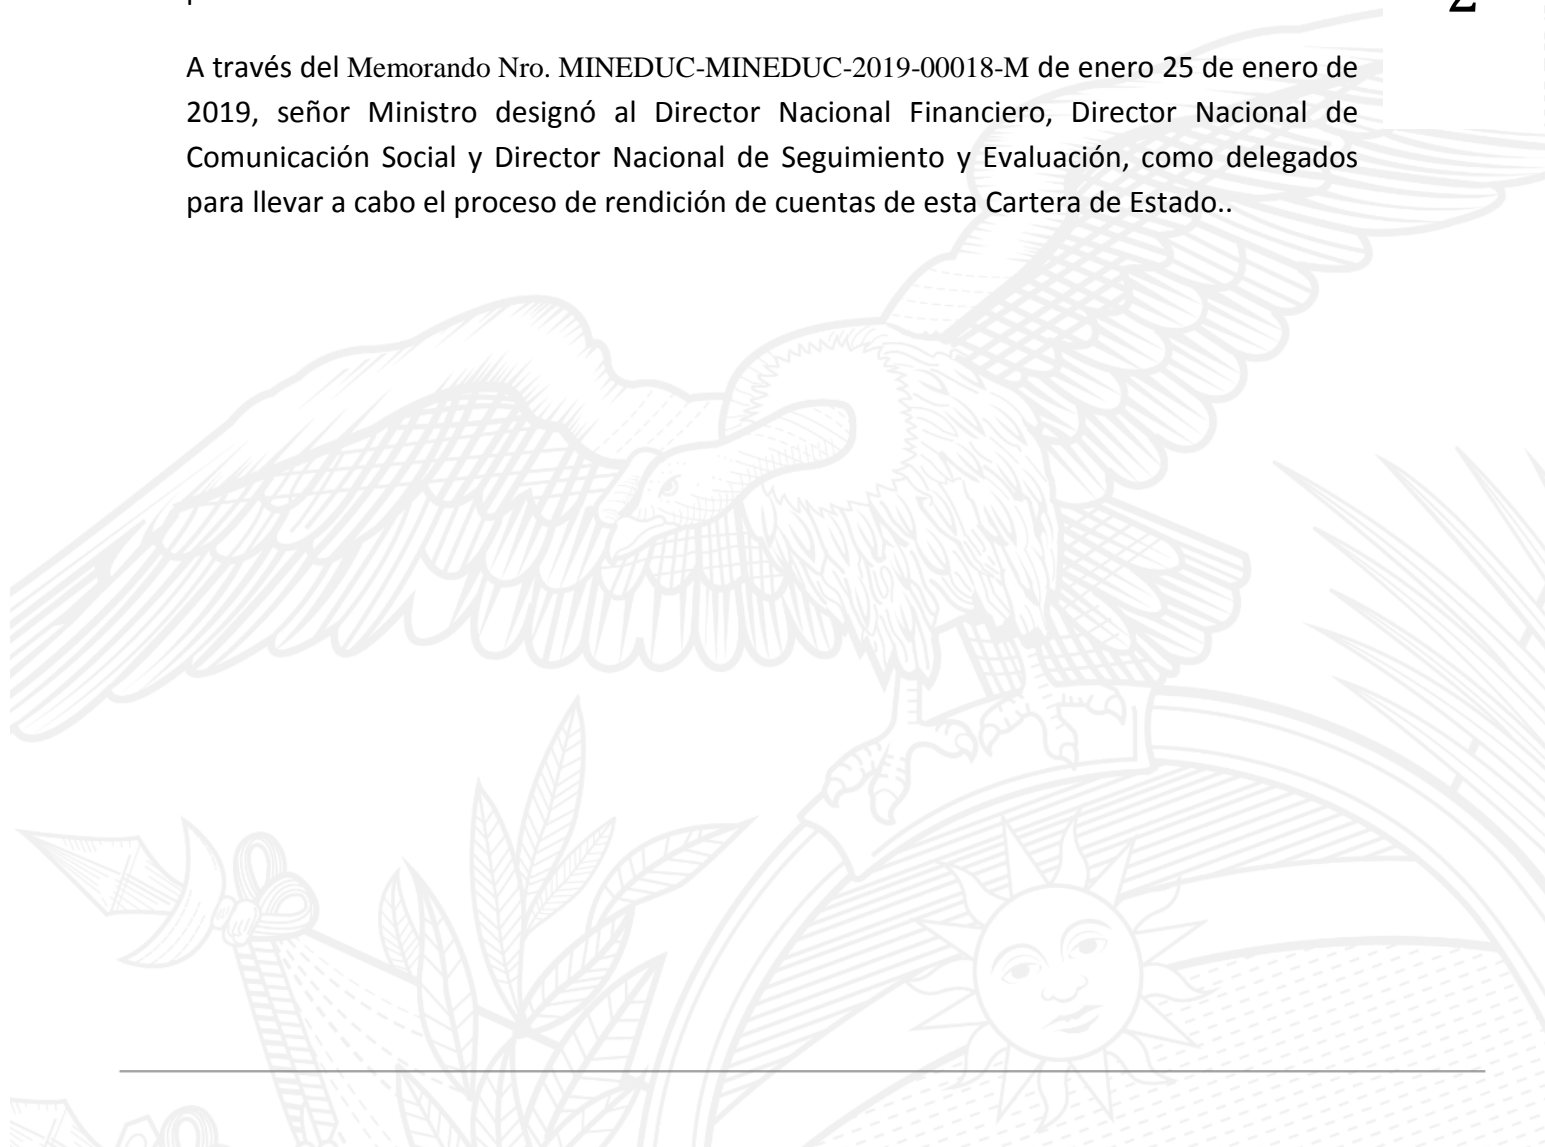 A través del Memorando Nro. MINEDUC-MINEDUC-2019-00018-M de enero 25 de enero de
2019, señor Ministro designó al Director Nacional Financiero, Director Nacional de
Comunicación Social y Director Nacional de Seguimiento y Evaluación, como delegados
para llevar a cabo el proceso de rendición de cuentas de esta Cartera de Estado..